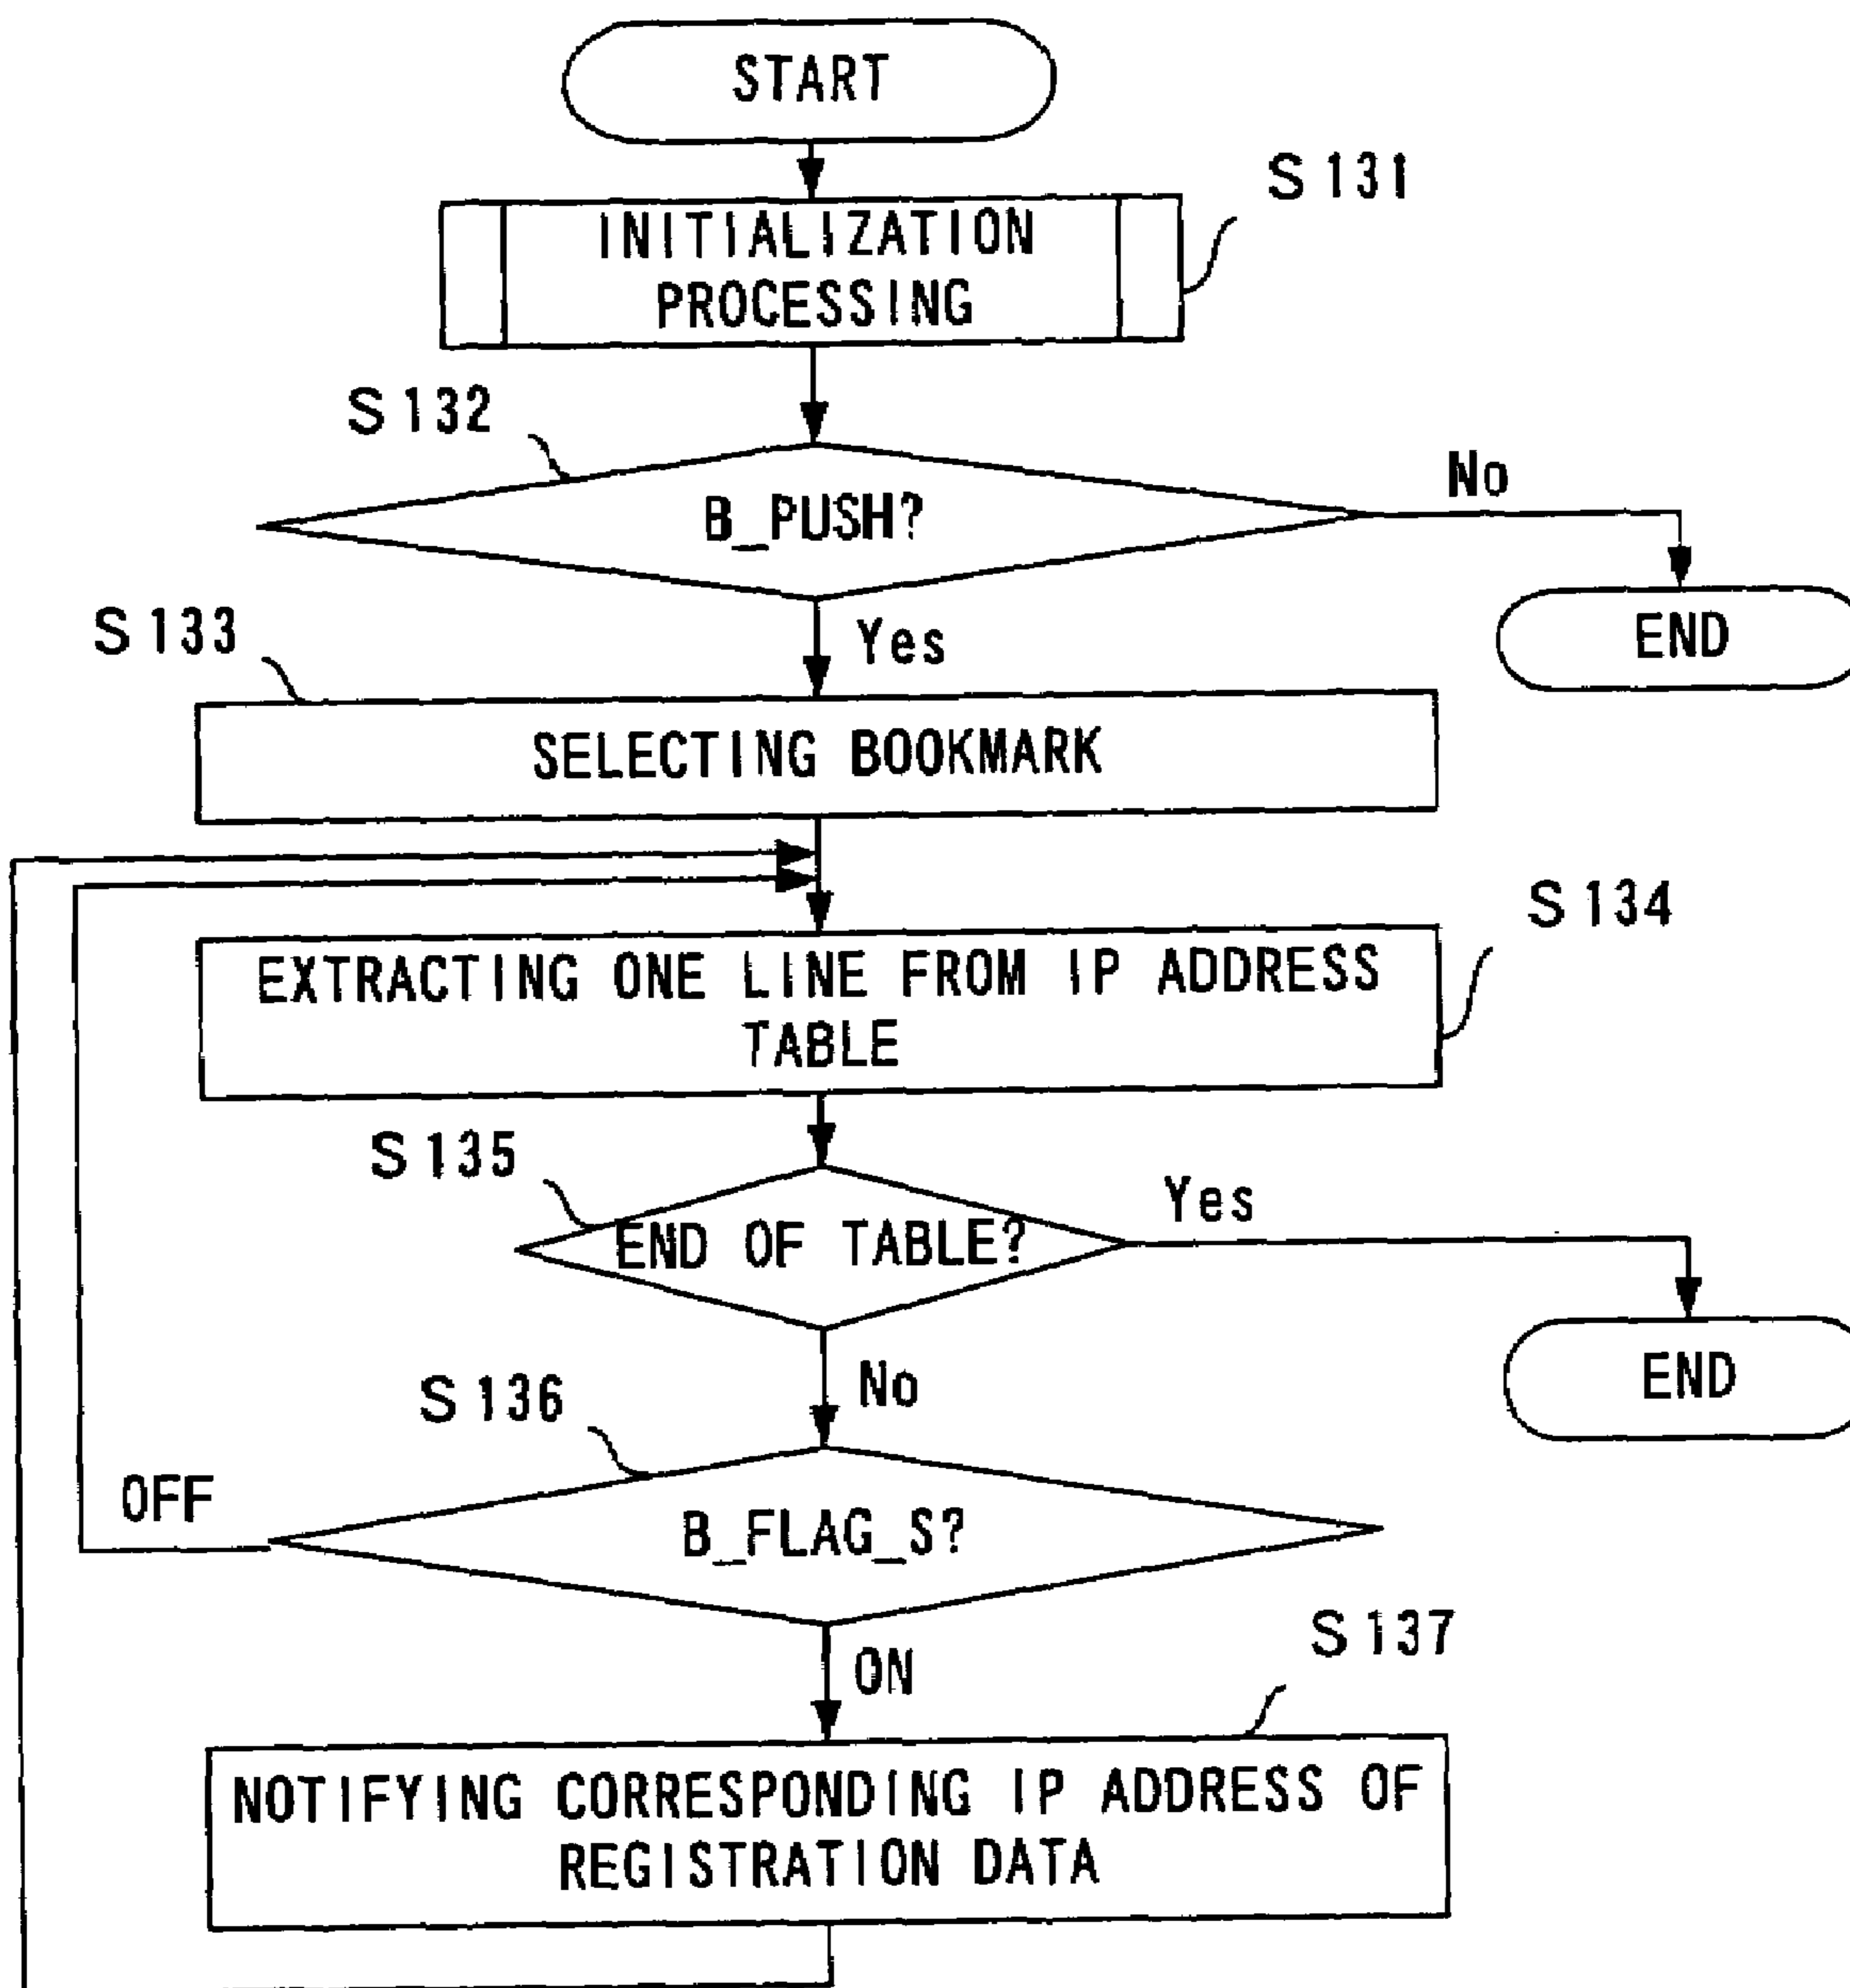 START
S131
INITIALIZATION
PROCESSING
S132
B_PUSH?
No
END
S133
Yes
SELECTING BOOKMARK
S134
EXTRACTING ONE LINE FROM IP ADDRESS
TABLE
S135
END OF TABLE?
Yes
END
S136
No
OFF
B_FLAG_S?
S137
ON
NOTIFYING CORRESPONDING IP ADDRESS OF
REGISTRATION DATA